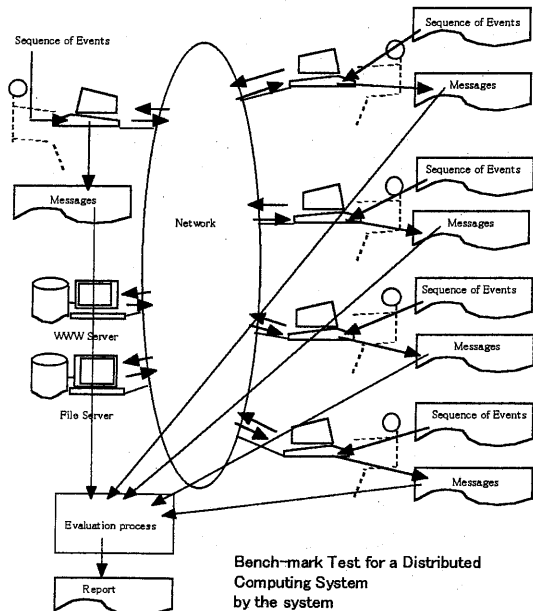 Sequence of Events
Messages
Network
WWW Server
File Server
Evaluation process
Report
Sequence of Events
Messages
Sequence of Events
Messages
Sequence of Events
Messages
Sequence of Events
Messages
Bench-mark Test for a Distributed
Computing System
by the system